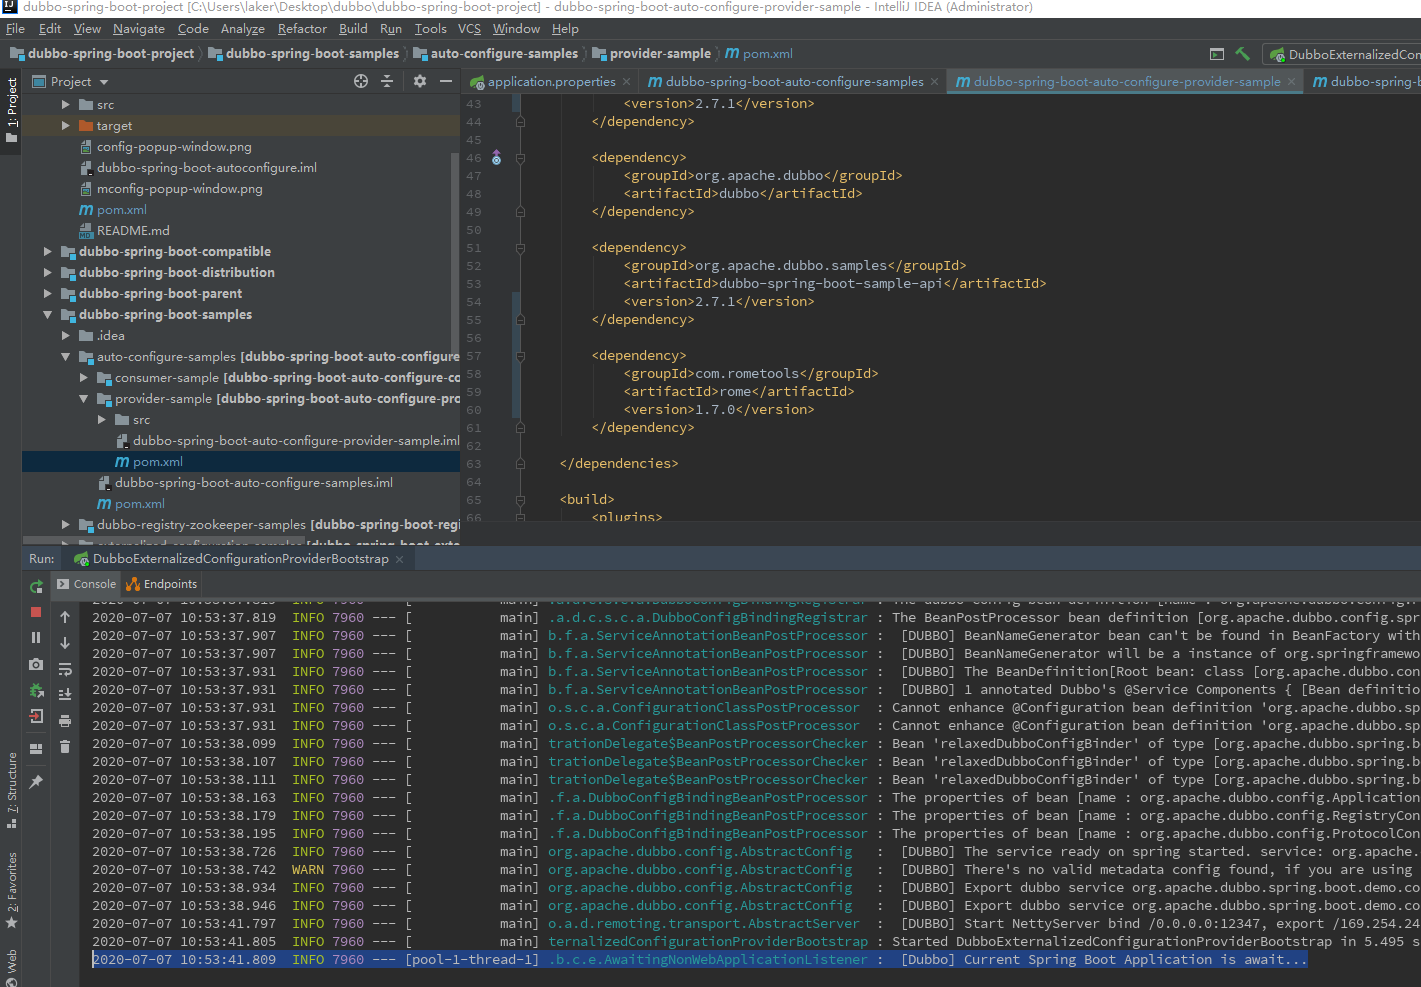 dubbo-spring-boot-project [C:\Users\laker\Desktop\dubbo\dubbo-spring-boot-project] - dubbo-spring-boot-auto-configure-provider-sample - IntelliJ IDEA (Administrator)
File Edit View Navigate Code Analyze Refactor Build Run Tools VCS Window Help
dubbo-spring-boot-project dubbo-spring-boot-samples auto-configure-samples provider-sample pom.xml DubboExternalizedCon
Project
application.properties dubbo-spring-boot-auto-configure-samples dubbo-spring-boot-auto-configure-provider-sample dubbo-spring-b
1: Project
src
target
config-popup-window.png
dubbo-spring-boot-autoconfigure.iml
mconfig-popup-window.png
pom.xml
README.md
dubbo-spring-boot-compatible
dubbo-spring-boot-distribution
dubbo-spring-boot-parent
dubbo-spring-boot-samples
.idea
auto-configure-samples [dubbo-spring-boot-auto-configure
consumer-sample [dubbo-spring-boot-auto-configure-co
provider-sample [dubbo-spring-boot-auto-configure-pro
src
dubbo-spring-boot-auto-configure-provider-sample.iml
pom.xml
dubbo-spring-boot-auto-configure-samples.iml
pom.xml
dubbo-registry-zookeeper-samples [dubbo-spring-boot-regi
43 <version>2.7.1</version>
44 </dependency>
45
46 <dependency>
47 <groupId>org.apache.dubbo</groupId>
48 <artifactId>dubbo</artifactId>
49 </dependency>
50
51 <dependency>
52 <groupId>org.apache.dubbo.samples</groupId>
53 <artifactId>dubbo-spring-boot-sample-api</artifactId>
54 <version>2.7.1</version>
55 </dependency>
56
57 <dependency>
58 <groupId>com.rometools</groupId>
59 <artifactId>rome</artifactId>
60 <version>1.7.0</version>
61 </dependency>
62
63 </dependencies>
64
65 <build>
66 <plugins>
Run: DubboExternalizedConfigurationProviderBootstrap
Console Endpoints
2020-07-07 10:53:37.819 INFO 7960 --- [ main] .a.d.c.s.c.a.DubboConfigBindingRegistrar : The BeanPostProcessor bean definition [org.apache.dubbo.config.spr
2020-07-07 10:53:37.907 INFO 7960 --- [ main] b.f.a.ServiceAnnotationBeanPostProcessor : [DUBBO] BeanNameGenerator bean can't be found in BeanFactory with
2020-07-07 10:53:37.907 INFO 7960 --- [ main] b.f.a.ServiceAnnotationBeanPostProcessor : [DUBBO] BeanNameGenerator will be a instance of org.springframewo
2020-07-07 10:53:37.931 INFO 7960 --- [ main] b.f.a.ServiceAnnotationBeanPostProcessor : [DUBBO] The BeanDefinition[Root bean: class [org.apache.dubbo.con
2020-07-07 10:53:37.931 INFO 7960 --- [ main] b.f.a.ServiceAnnotationBeanPostProcessor : [DUBBO] 1 annotated Dubbo's @Service Components { [Bean definitio
2020-07-07 10:53:37.931 INFO 7960 --- [ main] o.s.c.a.ConfigurationClassPostProcessor : Cannot enhance @Configuration bean definition 'org.apache.dubbo.sp
2020-07-07 10:53:37.931 INFO 7960 --- [ main] o.s.c.a.ConfigurationClassPostProcessor : Cannot enhance @Configuration bean definition 'org.apache.dubbo.sp
2020-07-07 10:53:38.099 INFO 7960 --- [ main] trationDelegate$BeanPostProcessorChecker : Bean 'relaxedDubboConfigBinder' of type [org.apache.dubbo.spring.b
2020-07-07 10:53:38.107 INFO 7960 --- [ main] trationDelegate$BeanPostProcessorChecker : Bean 'relaxedDubboConfigBinder' of type [org.apache.dubbo.spring.b
2020-07-07 10:53:38.111 INFO 7960 --- [ main] trationDelegate$BeanPostProcessorChecker : Bean 'relaxedDubboConfigBinder' of type [org.apache.dubbo.spring.b
2020-07-07 10:53:38.163 INFO 7960 --- [ main] .f.a.DubboConfigBindingBeanPostProcessor : The properties of bean [name : org.apache.dubbo.config.Application
2020-07-07 10:53:38.179 INFO 7960 --- [ main] .f.a.DubboConfigBindingBeanPostProcessor : The properties of bean [name : org.apache.dubbo.config.RegistryCon
2020-07-07 10:53:38.195 INFO 7960 --- [ main] .f.a.DubboConfigBindingBeanPostProcessor : The properties of bean [name : org.apache.dubbo.config.ProtocolCon
2020-07-07 10:53:38.726 INFO 7960 --- [ main] org.apache.dubbo.config.AbstractConfig : [DUBBO] The service ready on spring started. service: org.apache.
2020-07-07 10:53:38.742 WARN 7960 --- [ main] org.apache.dubbo.config.AbstractConfig : [DUBBO] There's no valid metadata config found, if you are using
2020-07-07 10:53:38.934 INFO 7960 --- [ main] org.apache.dubbo.config.AbstractConfig : [DUBBO] Export dubbo service org.apache.dubbo.spring.boot.demo.co
2020-07-07 10:53:38.946 INFO 7960 --- [ main] org.apache.dubbo.config.AbstractConfig : [DUBBO] Export dubbo service org.apache.dubbo.spring.boot.demo.co
2020-07-07 10:53:41.797 INFO 7960 --- [ main] o.a.d.remoting.transport.AbstractServer : [DUBBO] Start NettyServer bind /0.0.0.0:12347, export /169.254.24
2020-07-07 10:53:41.805 INFO 7960 --- [ main] ternalizedConfigurationProviderBootstrap : Started DubboExternalizedConfigurationProviderBootstrap in 5.495 s
2020-07-07 10:53:41.809 INFO 7960 --- [pool-1-thread-1] .b.c.e.AwaitingNonWebApplicationListener : [Dubbo] Current Spring Boot Application is await...
7: Structure
2: Favorites
Web